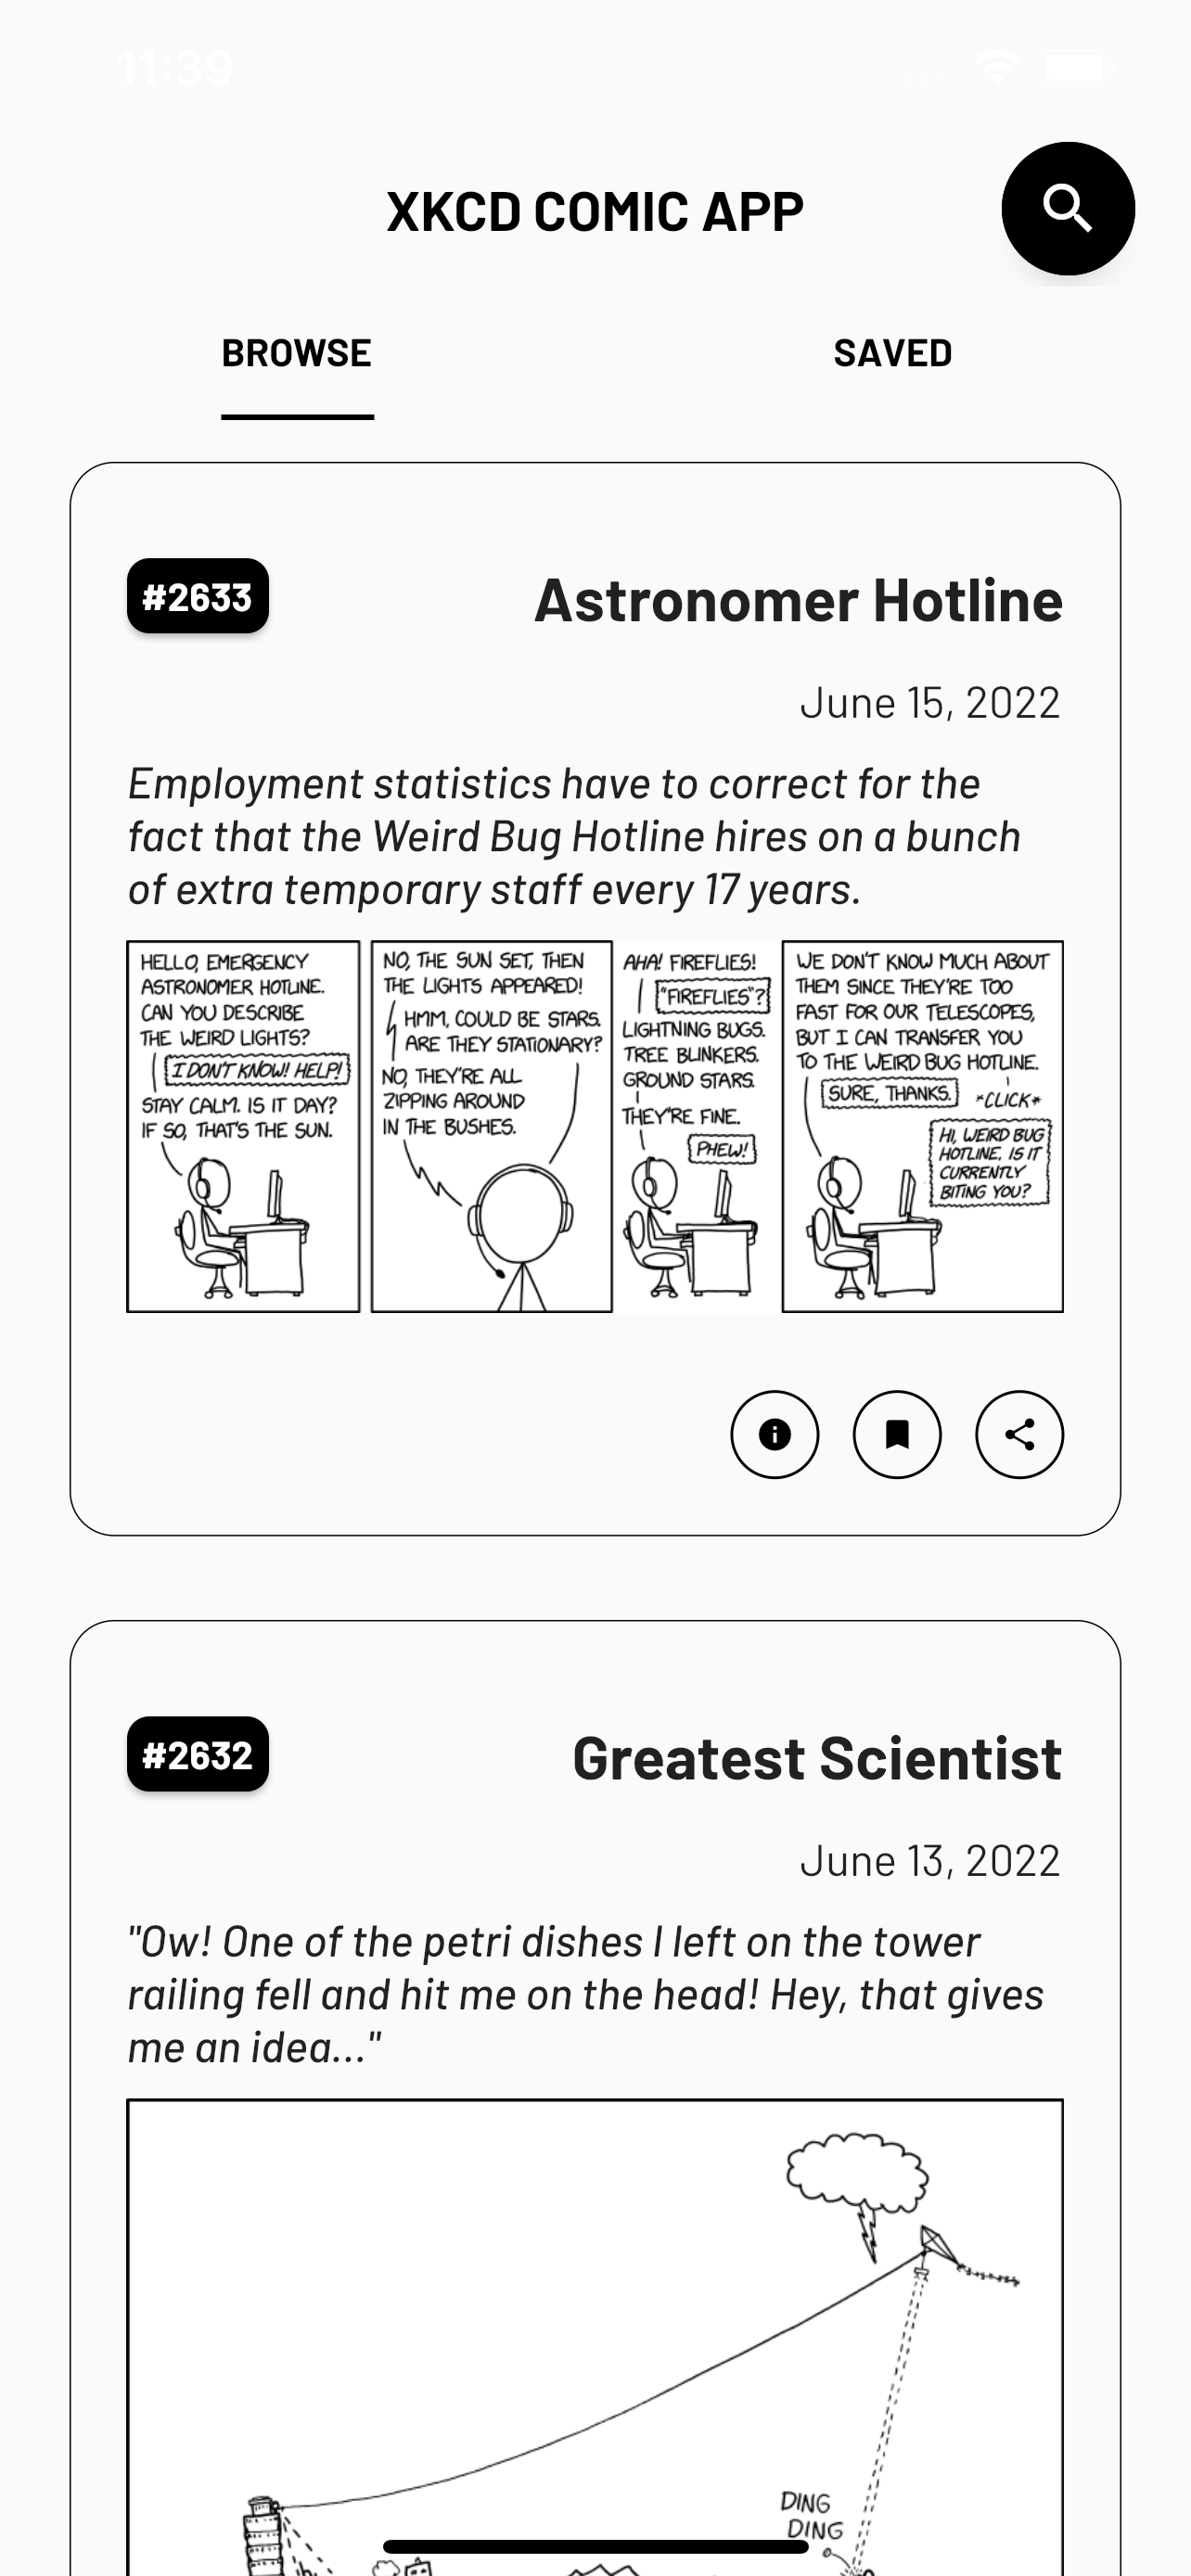 11:39
XKCD COMIC APP
BROWSE
SAVED
#2633
Astronomer Hotline
June 15, 2022
Employment statistics have to correct for the
fact that the Weird Bug Hotline hires on a bunch
of extra temporary staff every 17 years.
HELLO, EMERGENCY
ASTRONOMER HOTLINE.
CAN YOU DESCRIBE
THE WEIRD LIGHTS?
I DON'T KNOW! HELP!
STAY CALM. IS IT DAY?
IF SO, THAT'S THE SUN.
NO, THE SUN SET, THEN
THE LIGHTS APPEARED!
HMM, COULD BE STARS.
ARE THEY STATIONARY?
NO, THEY'RE ALL
ZIPPING AROUND
IN THE BUSHES.
AHA! FIREFLIES!
"FIREFLIES"?
LIGHTNING BUGS.
TREE BLINKERS.
GROUND STARS.
THEY'RE FINE.
PHEW!
WE DON'T KNOW MUCH ABOUT
THEM SINCE THEY'RE TOO
FAST FOR OUR TELESCOPES,
BUT I CAN TRANSFER YOU
TO THE WEIRD BUG HOTLINE.
SURE, THANKS.
*CLICK*
HI, WEIRD BUG
HOTLINE. IS IT
CURRENTLY
BITING YOU?
#2632
Greatest Scientist
June 13, 2022
"Ow! One of the petri dishes I left on the tower
railing fell and hit me on the head! Hey, that gives
me an idea..."
DING
DING